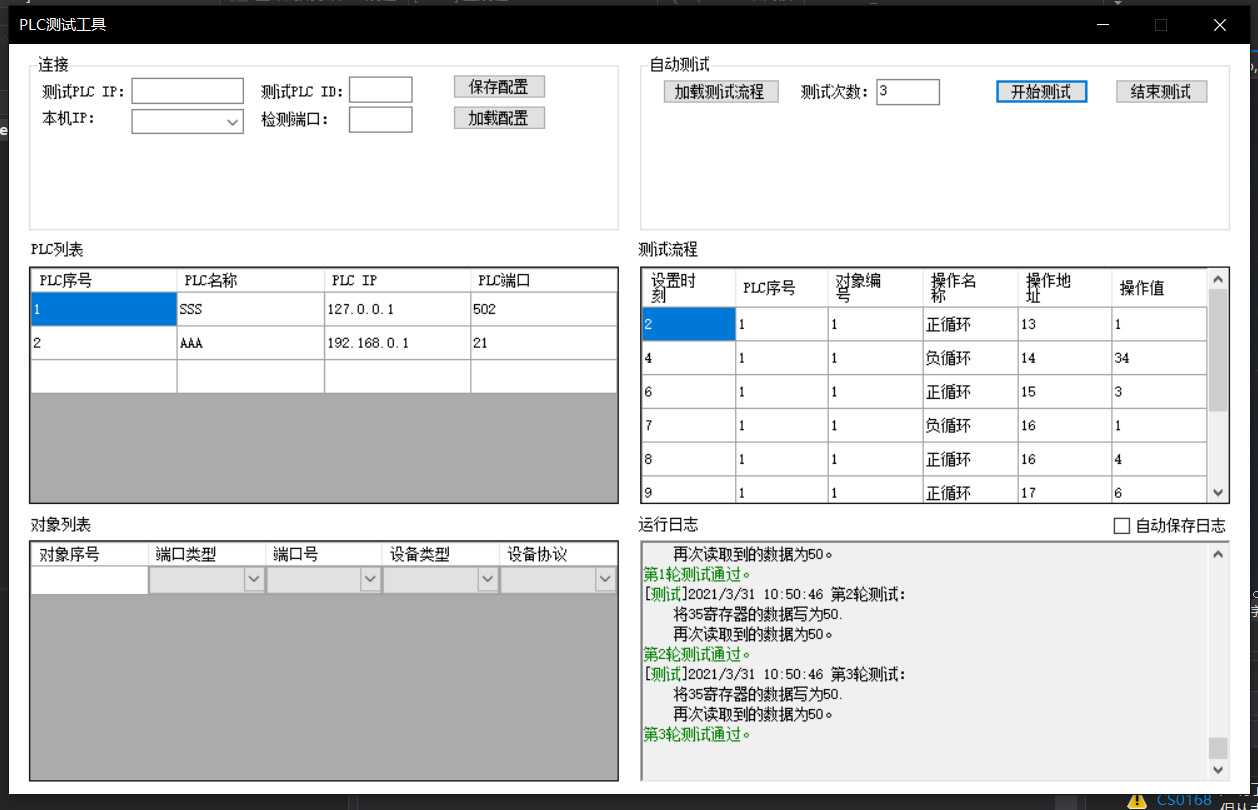 PLC测试工具
连接
测试PLC IP: 测试PLC ID: 保存配置
本机IP: 检测端口: 加载配置
自动测试
加载测试流程 测试次数: 3 开始测试 结束测试
PLC列表
PLC序号 PLC名称 PLC IP PLC端口
1 SSS 127.0.0.1 502
2 AAA 192.168.0.1 21
测试流程
设置时刻 PLC序号 对象编号 操作名称 操作地址 操作值
2 1 1 正循环 13 1
4 1 1 负循环 14 34
6 1 1 正循环 15 3
7 1 1 负循环 16 1
8 1 1 正循环 16 4
9 1 1 正循环 17 6
对象列表
对象序号 端口类型 端口号 设备类型 设备协议
运行日志 自动保存日志
再次读取到的数据为50。
第1轮测试通过。
[测试]2021/3/31 10:50:46 第2轮测试:
将35寄存器的数据写为50.
再次读取到的数据为50。
第2轮测试通过。
[测试]2021/3/31 10:50:46 第3轮测试:
将35寄存器的数据写为50.
再次读取到的数据为50。
第3轮测试通过。
CS0168